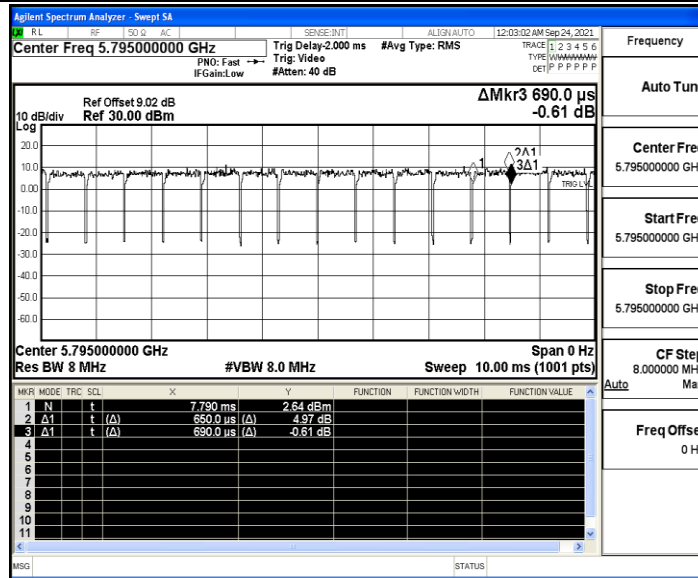 Agilent Spectrum Analyzer - Swept SA
RL RF 50 Ω AC SENSE:INT ALIGN AUTO 12:03:02 AM Sep 24, 2021
Center Freq 5.795000000 GHz
PNO: Fast
IFGain:Low
Trig Delay-2.000 ms
Trig: Video
#Atten: 40 dB
#Avg Type: RMS
TRACE 1 2 3 4 5 6
TYPE WWWWWW
DET P P P P P P
Frequency
Auto Tun
Center Fre
5.795000000 GH
Start Fre
5.795000000 GH
Stop Fre
5.795000000 GH
CF Step
8.000000 MH
Auto Ma
Freq Offse
0 H
ΔMkr3 690.0 µs
-0.61 dB
Ref Offset 9.02 dB
10 dB/div Ref 30.00 dBm
Log
20.0
10.0
0.00
-10.0
-20.0
-30.0
-40.0
-50.0
-60.0
1
2Δ1
3Δ1
TRIG LVL
Center 5.795000000 GHz Span 0 Hz
Res BW 8 MHz #VBW 8.0 MHz Sweep 10.00 ms (1001 pts)
MKR MODE TRC SCL X Y FUNCTION FUNCTION WIDTH FUNCTION VALUE
1 N t 7.790 ms 2.64 dBm
2 Δ1 t (Δ) 650.0 µs (Δ) 4.97 dB
3 Δ1 t (Δ) 690.0 µs (Δ) -0.61 dB
4
5
6
7
8
9
10
11
MSG STATUS